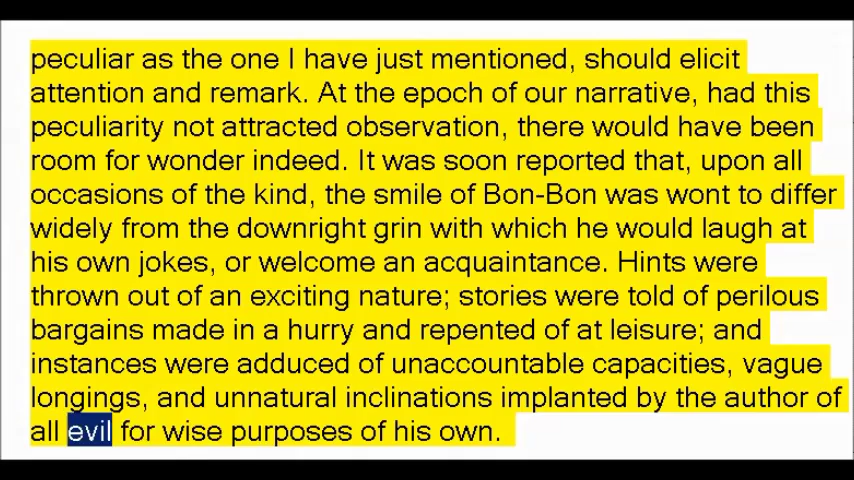 peculiar as the one I have just mentioned, should elicit
attention and remark. At the epoch of our narrative, had this
peculiarity not attracted observation, there would have been
room for wonder indeed. It was soon reported that, upon all
occasions of the kind, the smile of Bon-Bon was wont to differ
widely from the downright grin with which he would laugh at
his own jokes, or welcome an acquaintance. Hints were
thrown out of an exciting nature; stories were told of perilous
bargains made in a hurry and repented of at leisure; and
instances were adduced of unaccountable capacities, vague
longings, and unnatural inclinations implanted by the author of
all evil for wise purposes of his own.